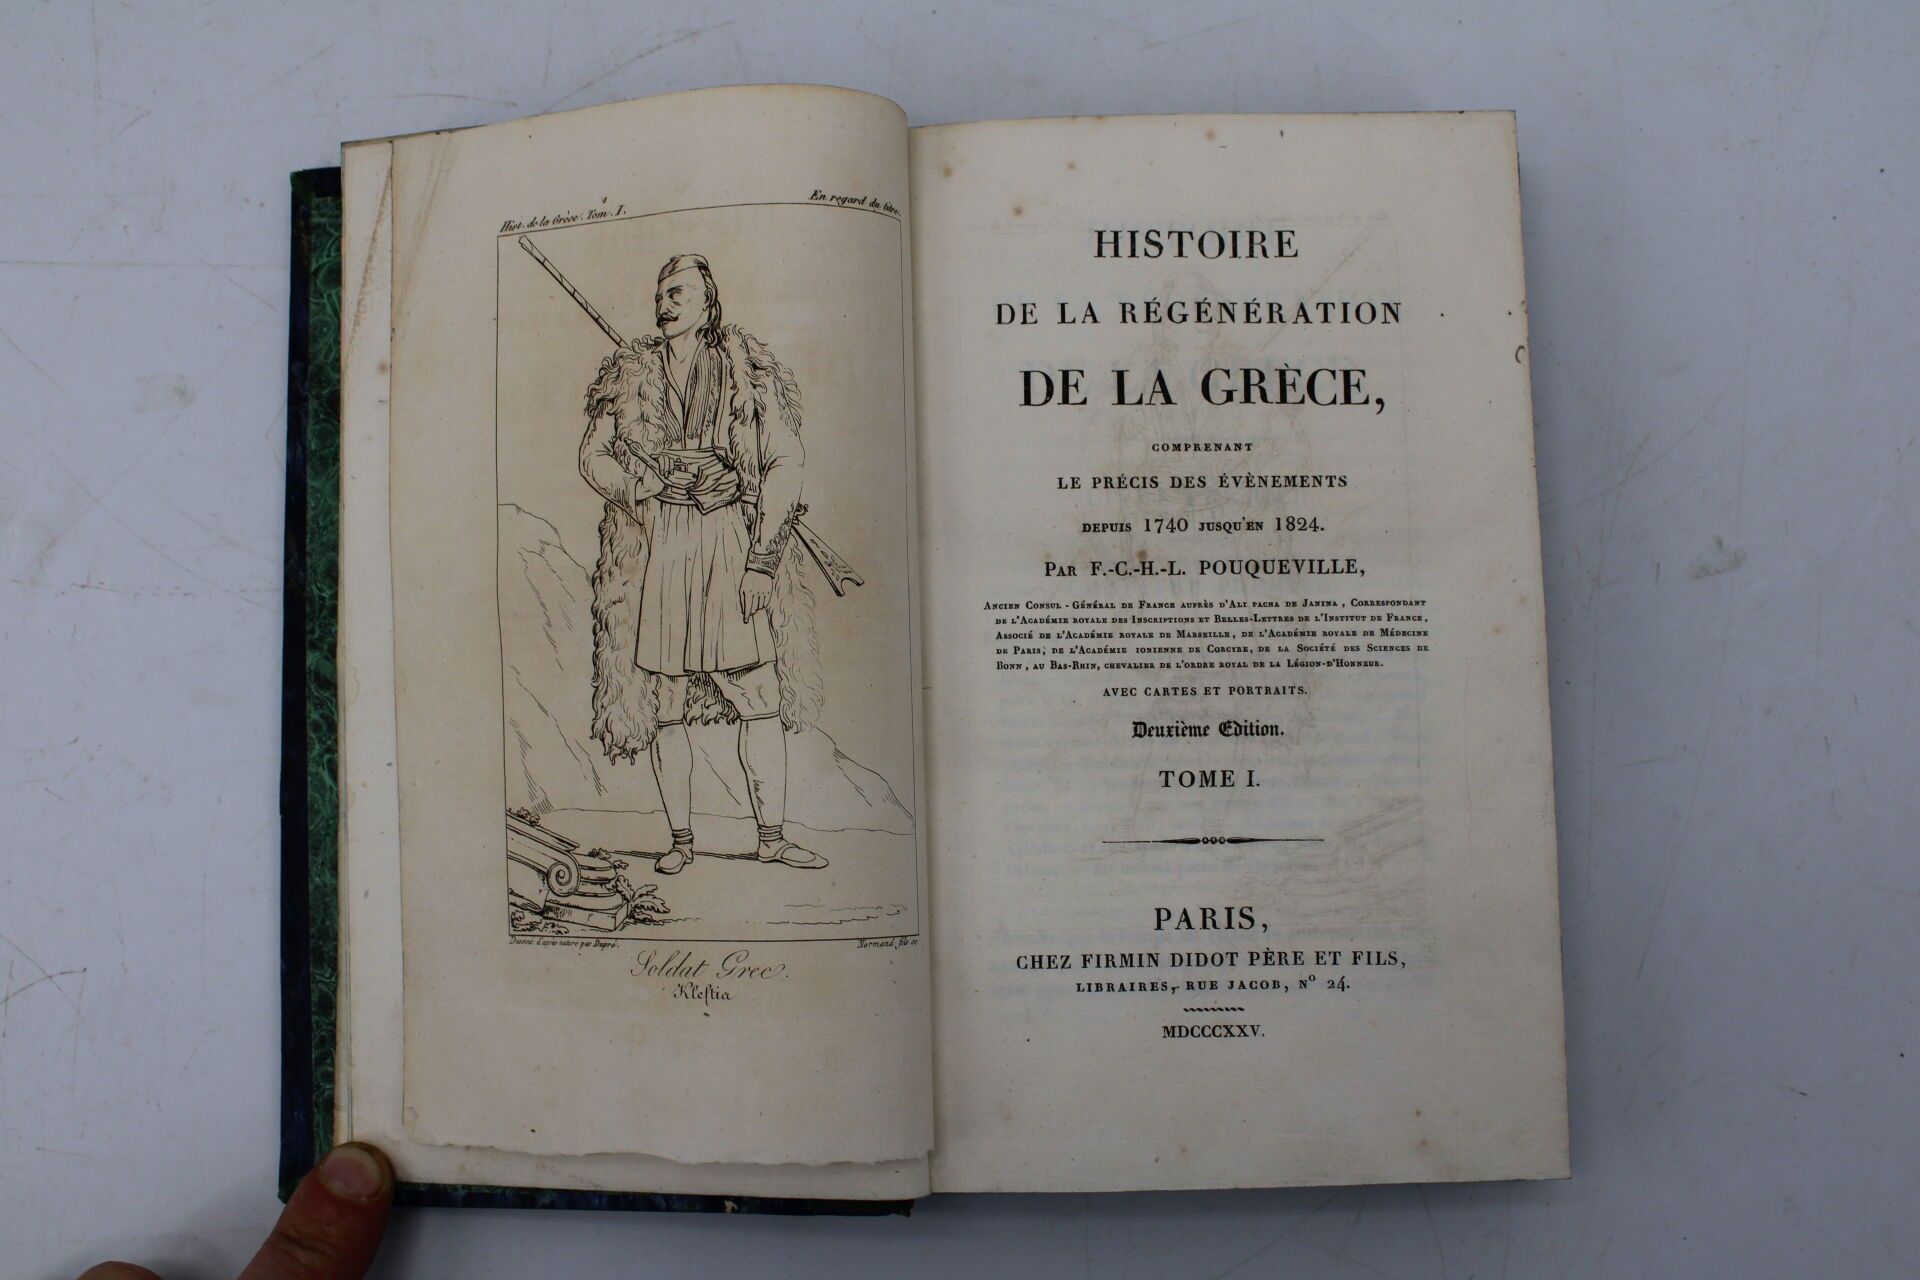 Hist. de la Grèce. Tom. I.
En regard du titre.
Dessiné d'après nature par Dupré.
Normand fils sc
Soldat Grec.
Kleftia
HISTOIRE
DE LA RÉGÉNÉRATION
DE LA GRÈCE,
COMPRENANT
LE PRÉCIS DES ÉVÈNEMENTS
DEPUIS 1740 JUSQU'EN 1824.
PAR F.-C.-H.-L. POUQUEVILLE,
ANCIEN CONSUL-GÉNÉRAL DE FRANCE AUPRÈS D'ALI PACHA DE JANINA, CORRESPONDANT
DE L'ACADÉMIE ROYALE DES INSCRIPTIONS ET BELLES-LETTRES DE L'INSTITUT DE FRANCE,
ASSOCIÉ DE L'ACADÉMIE ROYALE DE MARSEILLE, DE L'ACADÉMIE ROYALE DE MÉDECINE
DE PARIS, DE L'ACADÉMIE IONIENNE DE CORCYRE, DE LA SOCIÉTÉ DES SCIENCES DE
BONN, AU BAS-RHIN, CHEVALIER DE L'ORDRE ROYAL DE LA LÉGION-D'HONNEUR.
AVEC CARTES ET PORTRAITS.
Deuxième Edition.
TOME I.
PARIS,
CHEZ FIRMIN DIDOT PÈRE ET FILS,
LIBRAIRES, RUE JACOB, Nº 24.
MDCCCXXV.